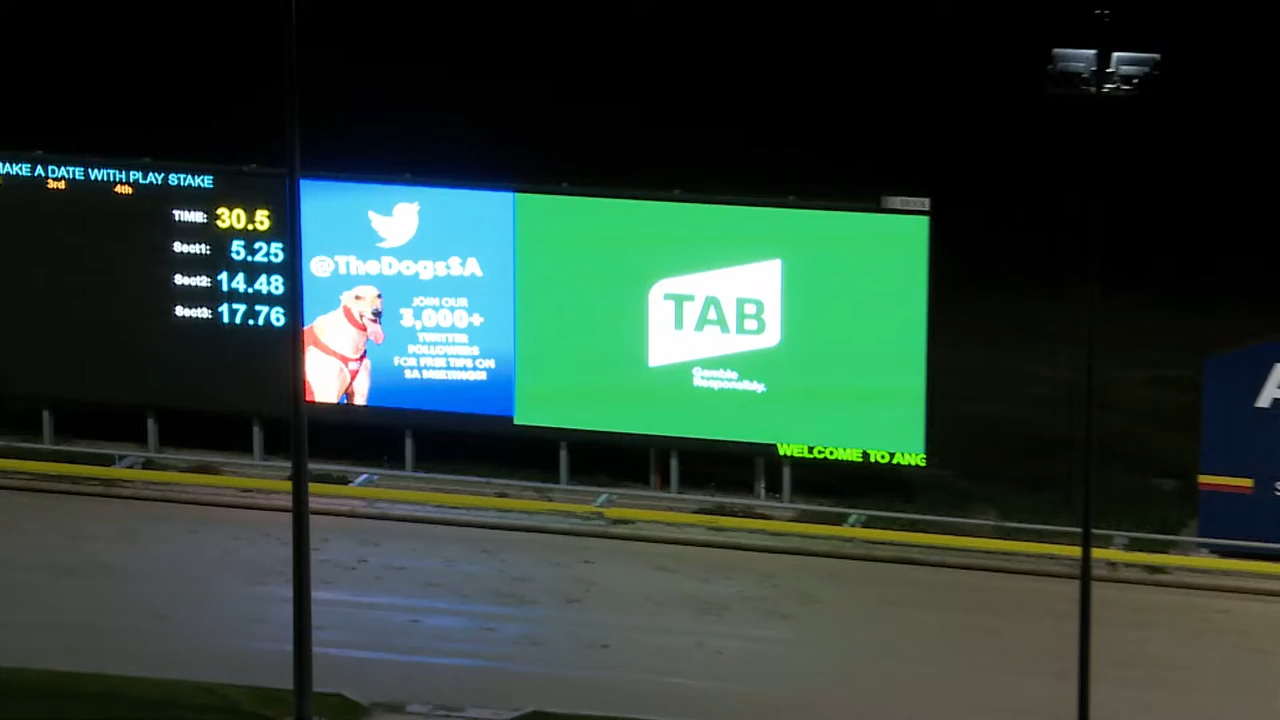 MAKE A DATE WITH PLAY STAKE
3rd 4th
TIME: 30.5
Sect1: 5.25
Sect2: 14.48
Sect3: 17.76
@TheDogsSA
JOIN OUR
3,000+
TWITTER
FOLLOWERS
FOR FREE TIPS ON
SA MEETINGS!
TAB
Gamble
Responsibly.
WELCOME TO ANG
A